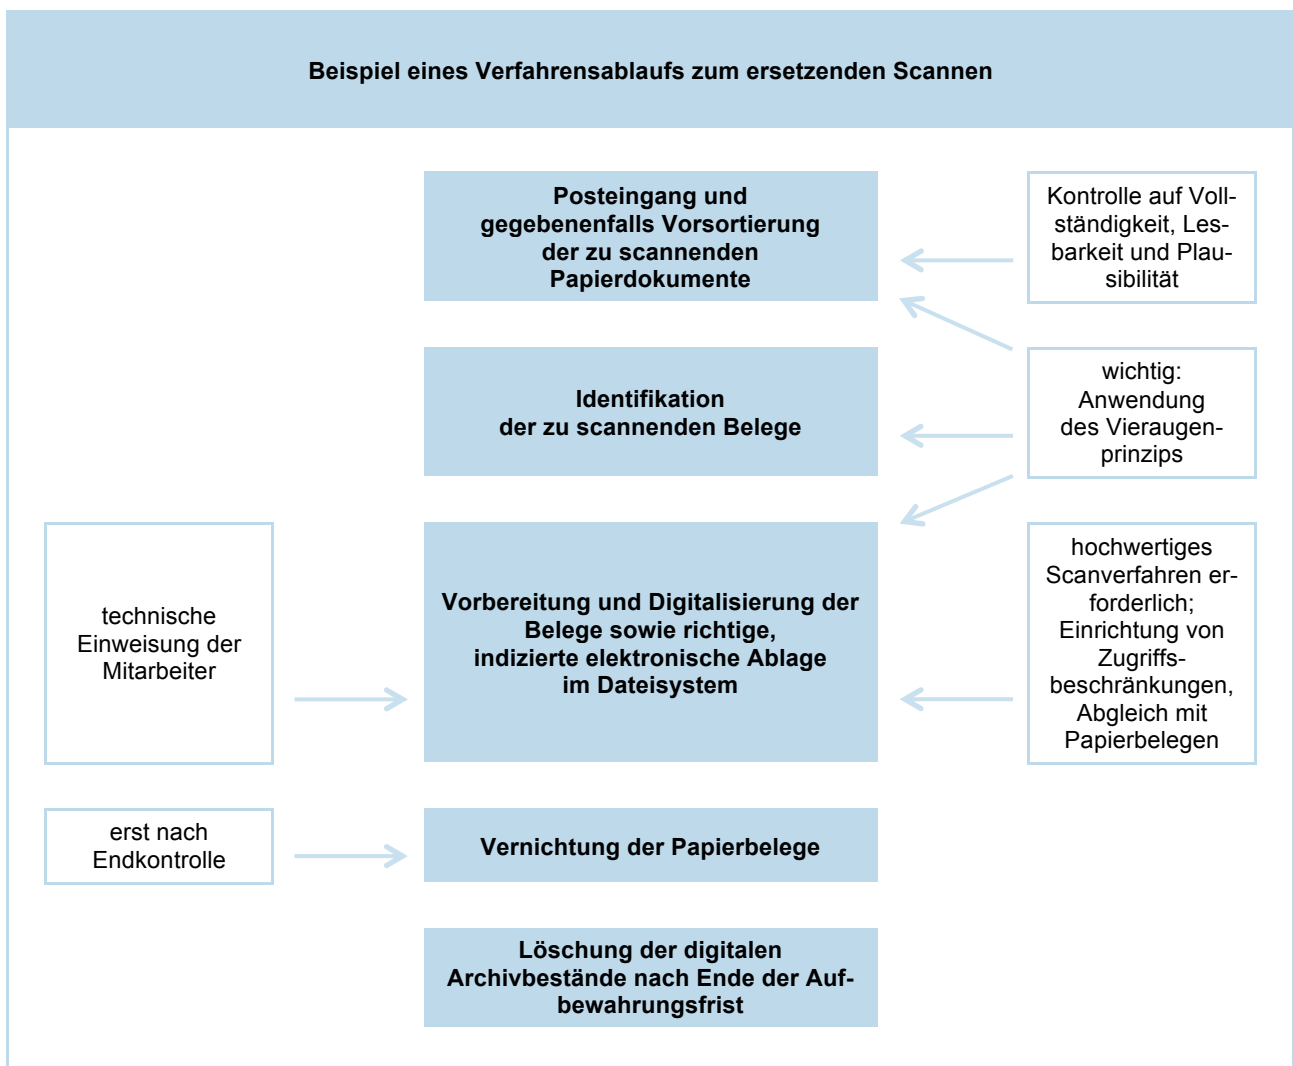 Beispiel eines Verfahrensablaufs zum ersetzenden Scannen
Posteingang und
gegebenenfalls Vorsortierung
der zu scannenden
Papierdokumente
Kontrolle auf Voll-
ständigkeit, Les-
barkeit und Plau-
sibilität
Identifikation
der zu scannenden Belege
wichtig:
Anwendung
des Vieraugen-
prinzips
technische
Einweisung der
Mitarbeiter
Vorbereitung und Digitalisierung der
Belege sowie richtige,
indizierte elektronische Ablage
im Dateisystem
hochwertiges
Scanverfahren er-
forderlich;
Einrichtung von
Zugriffs-
beschränkungen,
Abgleich mit
Papierbelegen
erst nach
Endkontrolle
Vernichtung der Papierbelege
Löschung der digitalen
Archivbestände nach Ende der Auf-
bewahrungsfrist